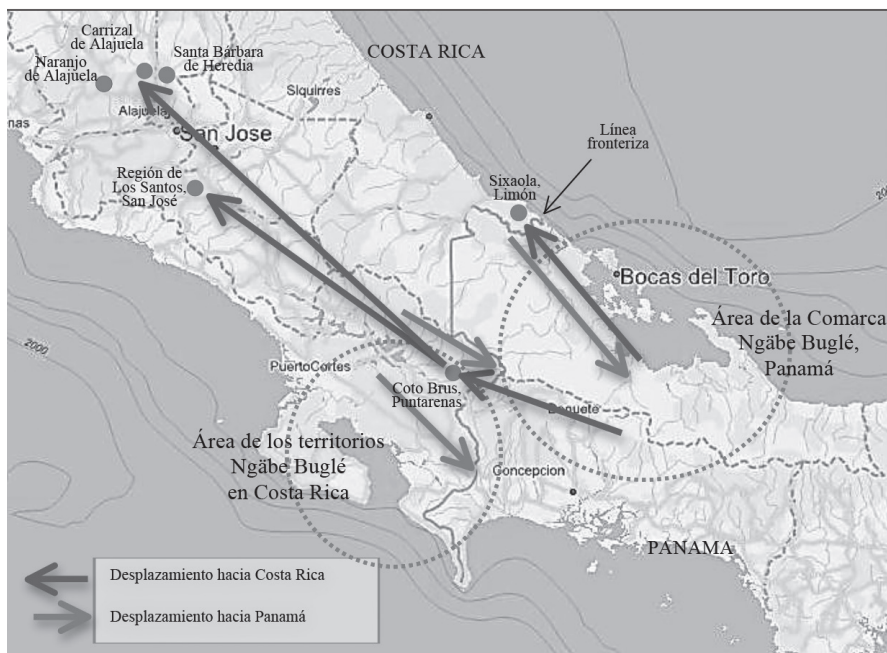 Carrizal
de Alajuela
Naranjo
de Alajuela
Santa Bárbara
de Heredia
COSTA RICA
Siquirres
Alajuela
San Jose
nas
Línea
fronteriza
Región de
Los Santos,
San José
Sixaola,
Limón
2000
Bocas del Toro
2000
Área de la Comarca
Ngäbe Buglé,
Panamá
PuertoCortes
Coto Brus,
Puntarenas
Boquete
Área de los territorios
Ngäbe Buglé
en Costa Rica
Concepcion
PANAMA
Desplazamiento hacia Costa Rica
Desplazamiento hacia Panamá